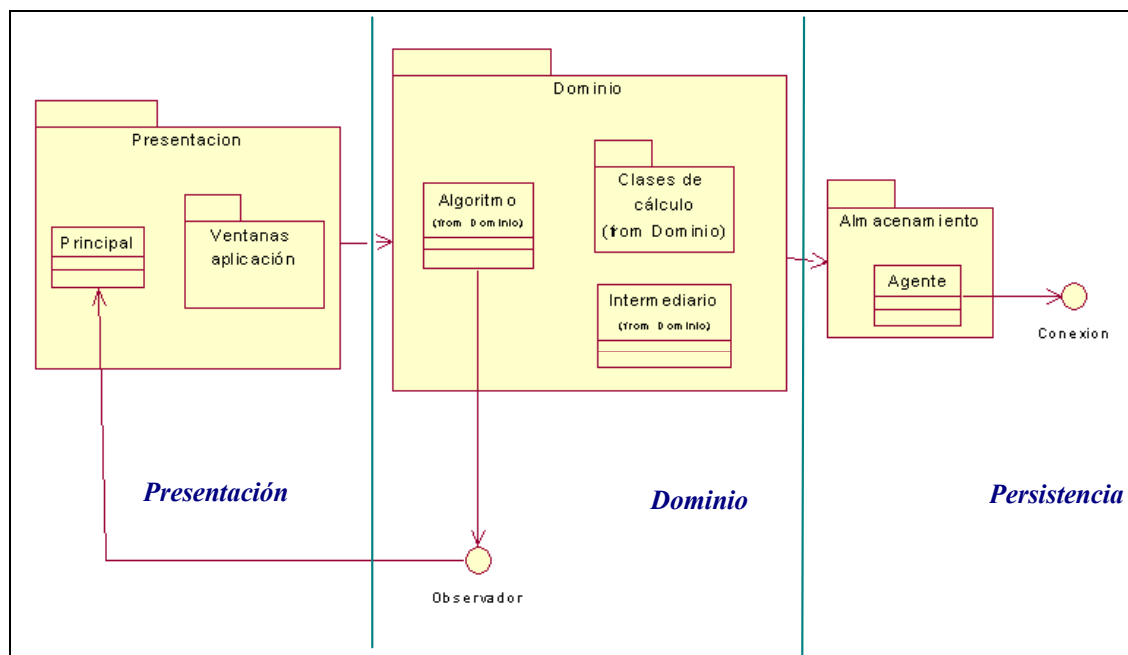 Presentacion
Principal
Ventanas
aplicación
Dominio
Algoritmo
(from Dominio)
Clases de
cálculo
(from Dominio)
Intermediario
(from Dominio)
Almacenamiento
Agente
Conexion
Presentación
Dominio
Persistencia
Observador